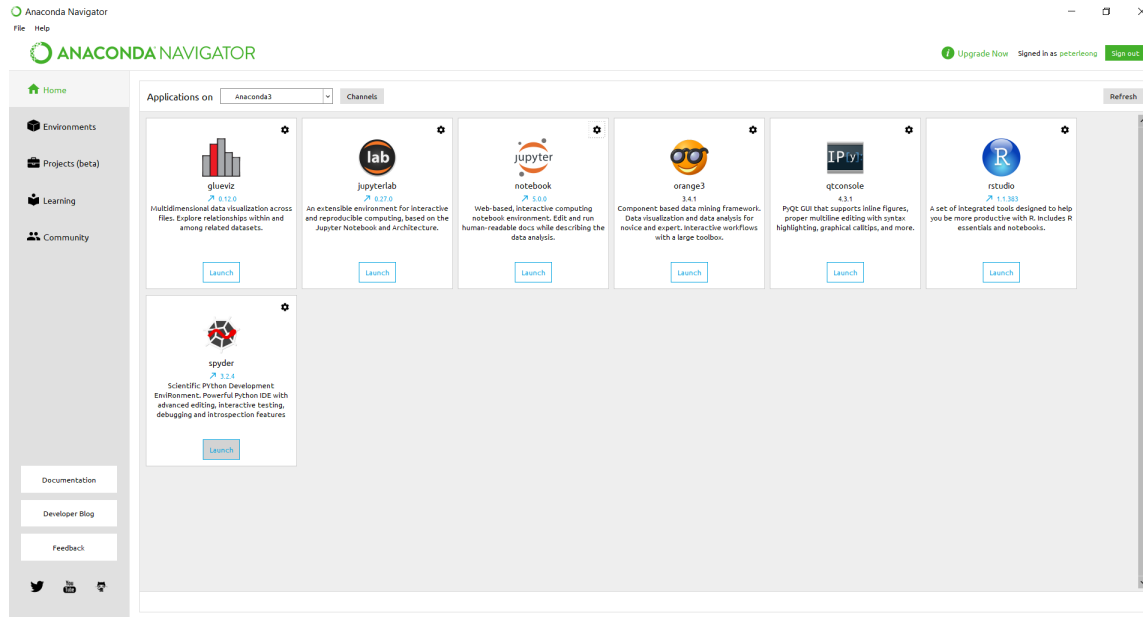 Anaconda Navigator
File Help
ANACONDA NAVIGATOR
Upgrade Now Signed in as peterleong Sign out
Home
Environments
Projects (beta)
Learning
Community
Documentation
Developer Blog
Feedback
You
Tube
Applications on Anaconda3 Channels Refresh
glueviz
0.12.0
Multidimensional data visualization across
files. Explore relationships within and
among related datasets.
Launch
lab
jupyterlab
0.27.0
An extensible environment for interactive
and reproducible computing, based on the
Jupyter Notebook and Architecture.
Launch
jupyter
notebook
5.0.0
Web-based, interactive computing
notebook environment. Edit and run
human-readable docs while describing the
data analysis.
Launch
orange3
3.4.1
Component based data mining framework.
Data visualization and data analysis for
novice and expert. Interactive workflows
with a large toolbox.
Launch
IP[y]:
qtconsole
4.3.1
PyQt GUI that supports inline figures,
proper multiline editing with syntax
highlighting, graphical calltips, and more.
Launch
R
rstudio
1.1.383
A set of integrated tools designed to help
you be more productive with R. Includes R
essentials and notebooks.
Launch
spyder
3.2.4
Scientific PYthon Development
EnviRonment. Powerful Python IDE with
advanced editing, interactive testing,
debugging and introspection features
Launch